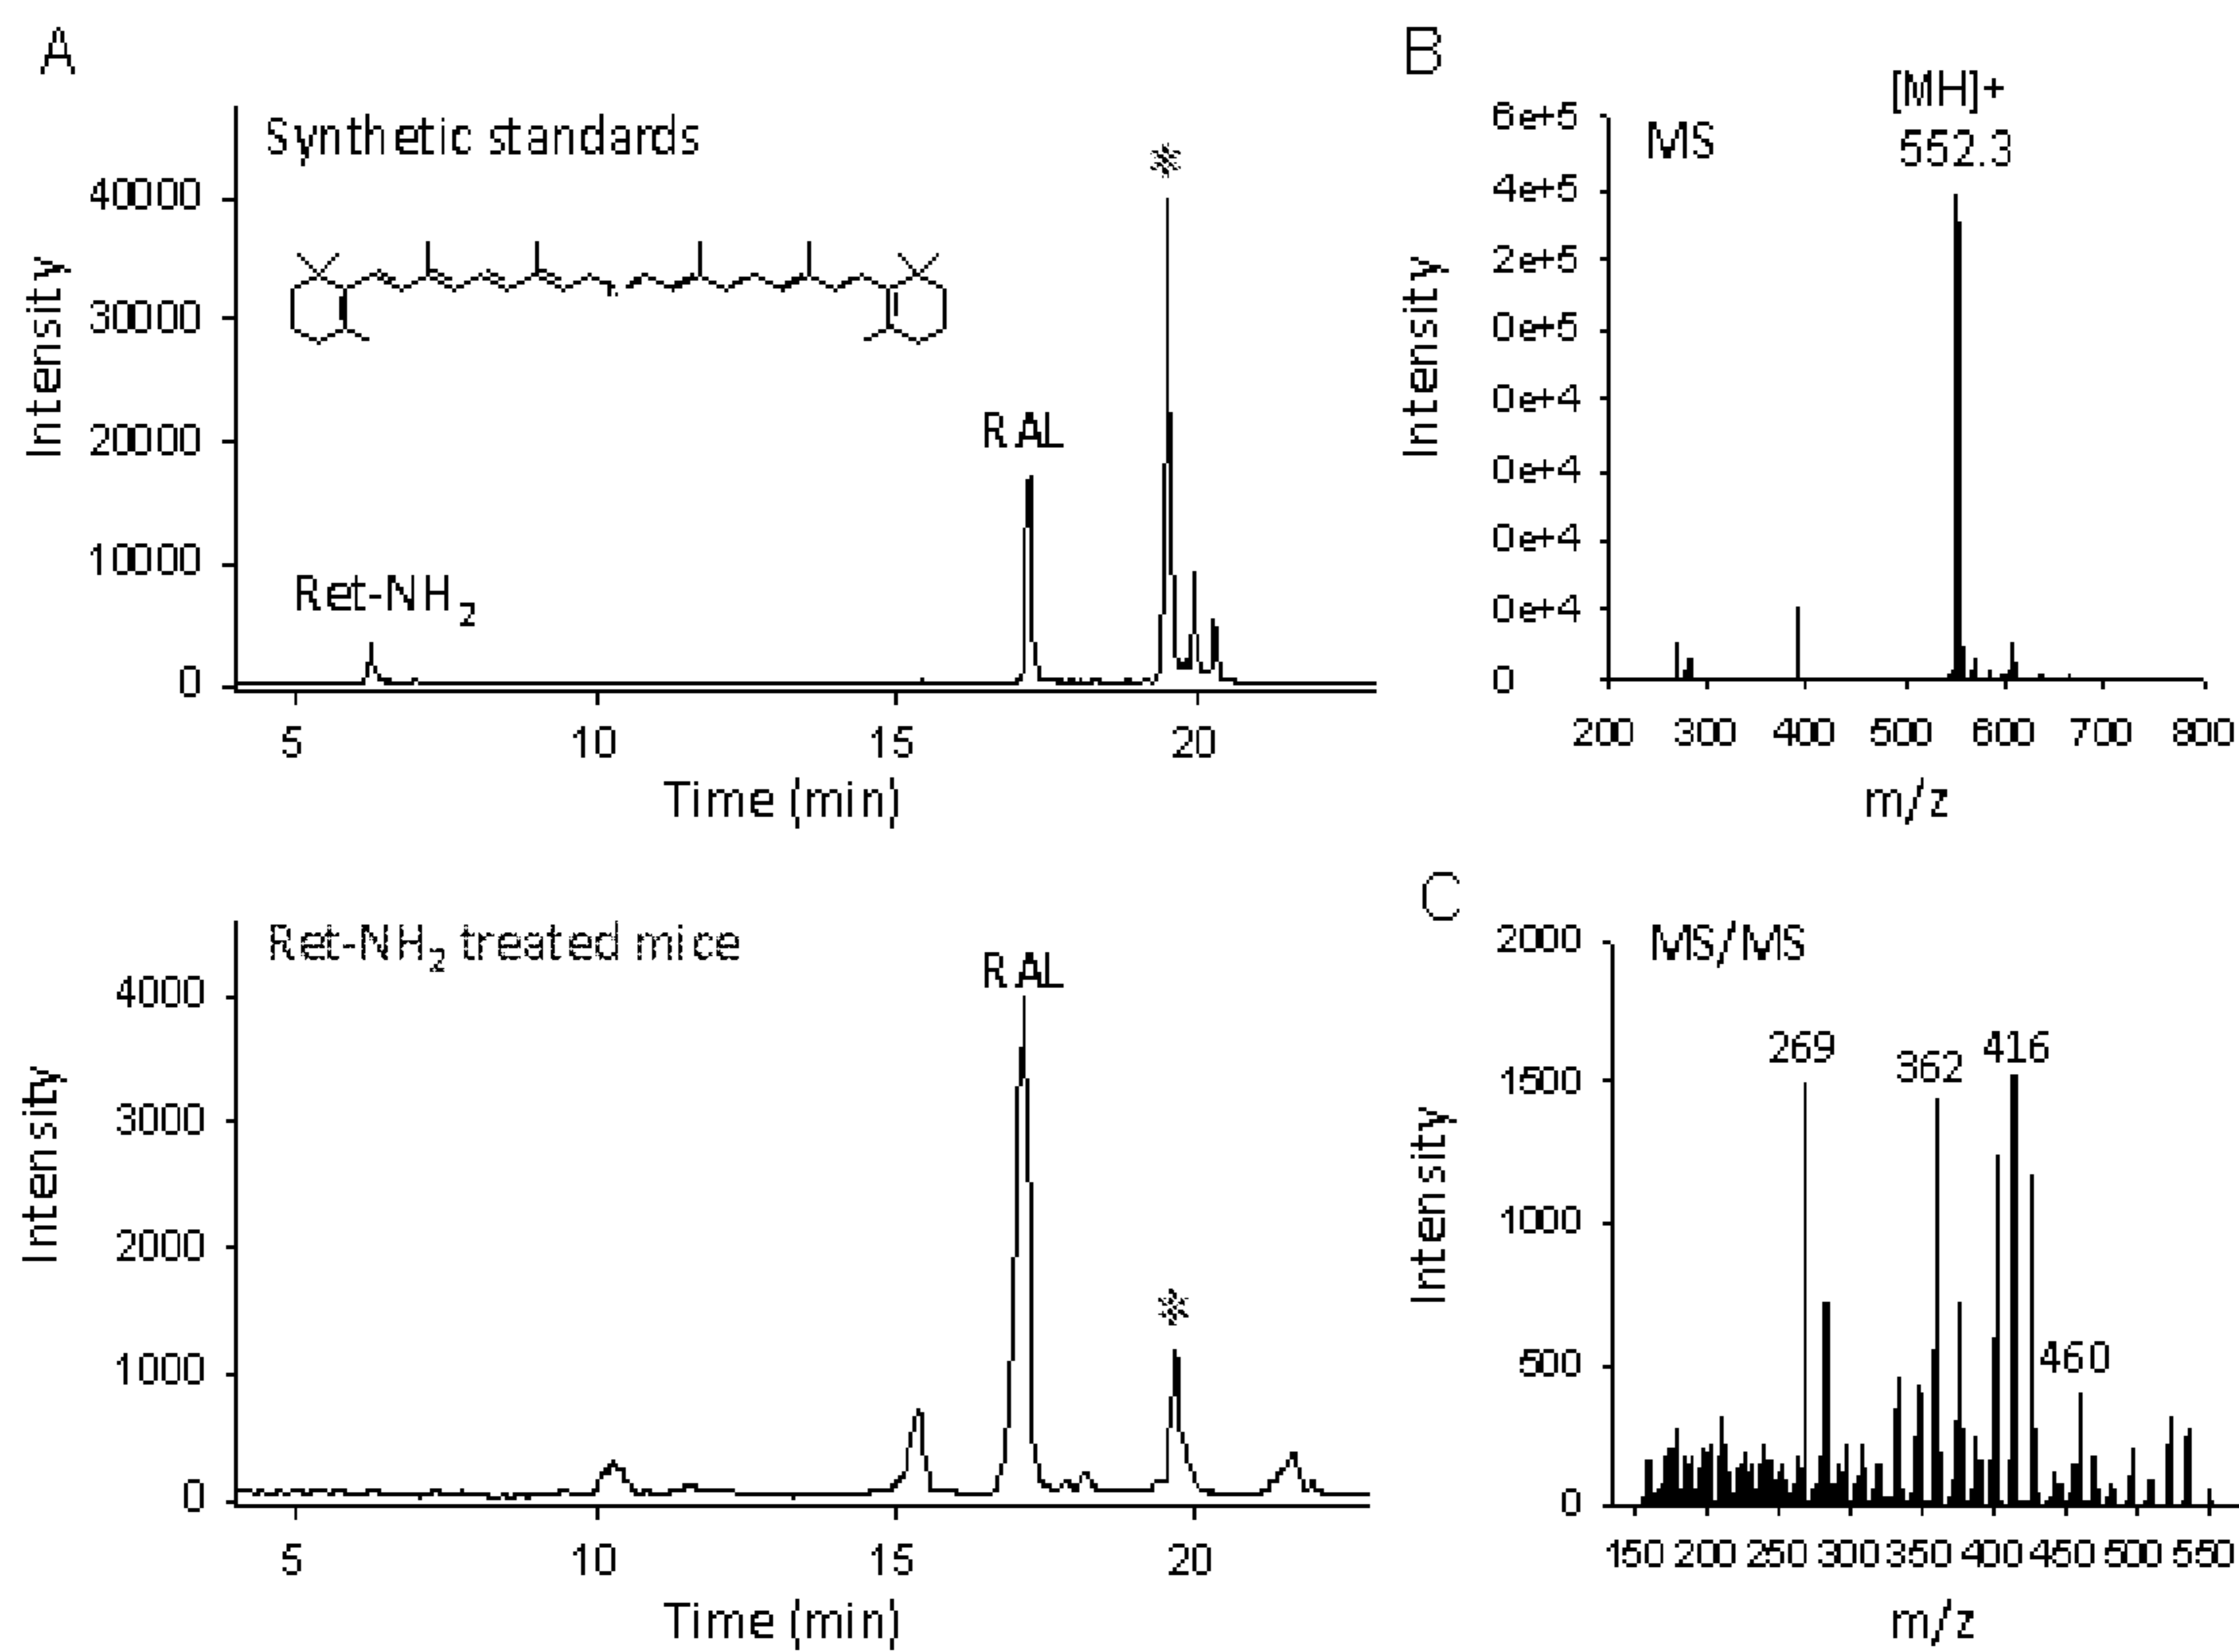 A
Synthetic standards
※
40000
30000
20000
10000
0
Intensity
RAL
Ret-NH2
5 10 15 20
Time (min)
Ret-NH2 treated mice
RAL
※
4000
3000
2000
1000
0
Intensity
5 10 15 20
Time (min)
B
MS
[MH]+
552.3
6e+5
4e+5
2e+5
0e+5
0e+4
0e+4
0e+4
0e+4
0
Intensity
200 300 400 500 600 700 800
m/z
C
MS/MS
2000
1500
1000
500
0
Intensity
269
362
416
460
150 200 250 300 350 400 450 500 550
m/z